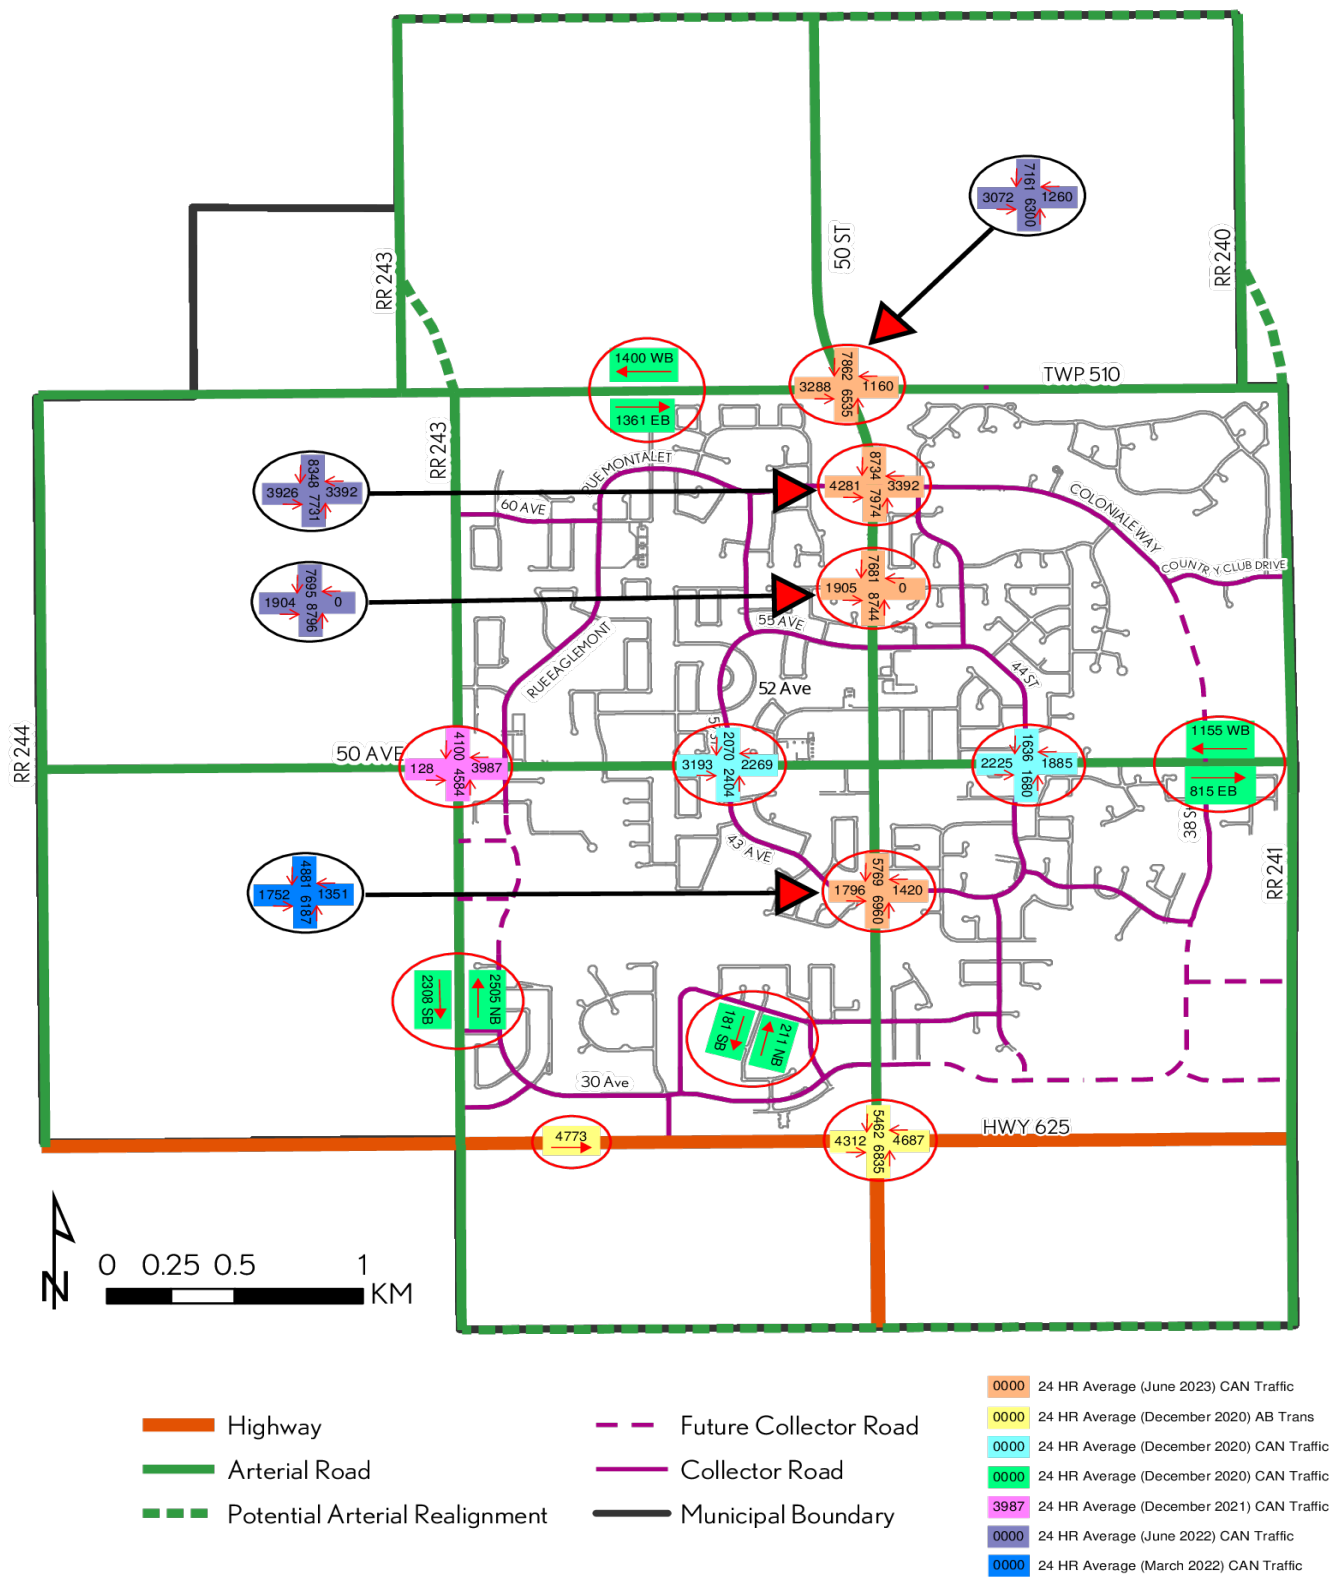 7161
3072
1260
6300
50 ST
RR 243
RR 240
1400 WB
1361 EB
7862
3288
1160
6535
TWP 510
RR 243
8348
3926
3392
7731
RUE MONTALET
60 AVE
8734
4281
3392
7974
COLONIALE WAY
COUNTRY CLUB DRIVE
7695
1904
0
8796
7681
1905
0
8744
55 AVE
RUE EAGLEMONT
52 Ave
44 ST
RR 244
50 AVE
4100
128
3987
4584
2070
3193
2269
2404
1636
2225
1885
1680
1155 WB
815 EB
38 St
43 AVE
RR 241
4881
1752
1351
6187
5769
1796
1420
6960
2308 SB
2505 NB
181 SB
211 NB
30 Ave
4773
5462
4312
4687
6835
HWY 625
N
0 0.25 0.5 1
KM
Highway
Arterial Road
Potential Arterial Realignment
Future Collector Road
Collector Road
Municipal Boundary
0000 24 HR Average (June 2023) CAN Traffic
0000 24 HR Average (December 2020) AB Trans
0000 24 HR Average (December 2020) CAN Traffic
0000 24 HR Average (December 2020) CAN Traffic
3987 24 HR Average (December 2021) CAN Traffic
0000 24 HR Average (June 2022) CAN Traffic
0000 24 HR Average (March 2022) CAN Traffic